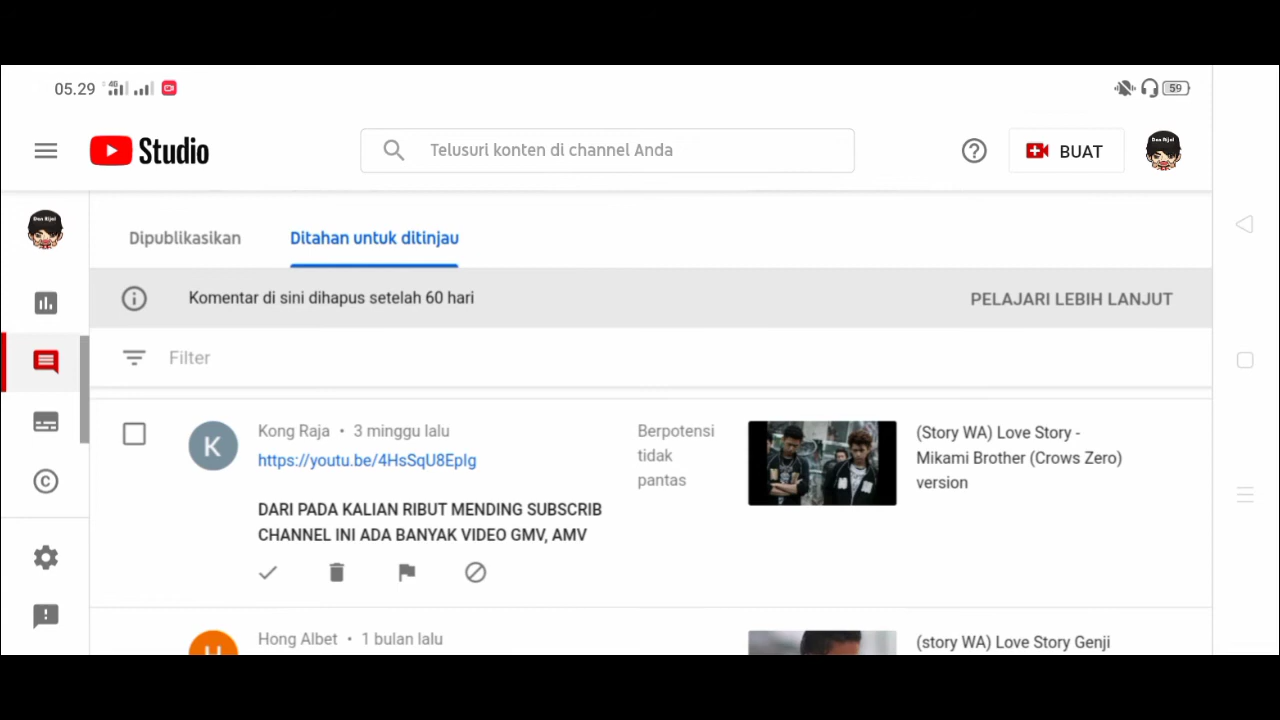 05.29 4G 59
Studio
Telusuri konten di channel Anda
BUAT
Dipublikasikan
Ditahan untuk ditinjau
Komentar di sini dihapus setelah 60 hari
PELAJARI LEBIH LANJUT
Filter
K
Kong Raja • 3 minggu lalu
https://youtu.be/4HsSqU8EpIg
DARI PADA KALIAN RIBUT MENDING SUBSCRIB
CHANNEL INI ADA BANYAK VIDEO GMV, AMV
Berpotensi
tidak
pantas
(Story WA) Love Story -
Mikami Brother (Crows Zero)
version
H
Hong Albet • 1 bulan lalu
(story WA) Love Story Genji